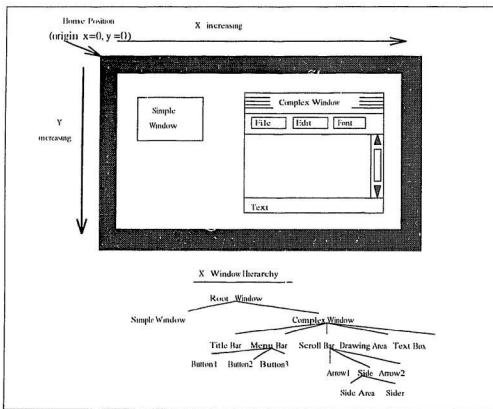 Home Position
(origin x=0, y=0)
X increasing
Y
increasing
Simple
Window
Complex Window
File Edit Font
Text
X Window Hierarchy
Root Window
Simple Window Complex Window
Title Bar Menu Bar Scroll Bar Drawing Area Text Box
Button1 Button2 Button3 Arrow1 Side Arrow2
Side Area Sider